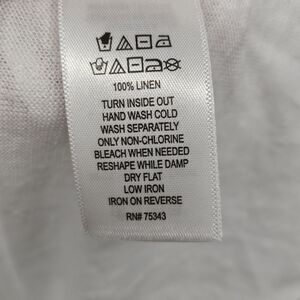 100% LINEN
TURN INSIDE OUT
HAND WASH COLD
WASH SEPARATELY
ONLY NON-CHLORINE
BLEACH WHEN NEEDED
RESHAPE WHILE DAMP
DRY FLAT
LOW IRON
IRON ON REVERSE
RN# 75343